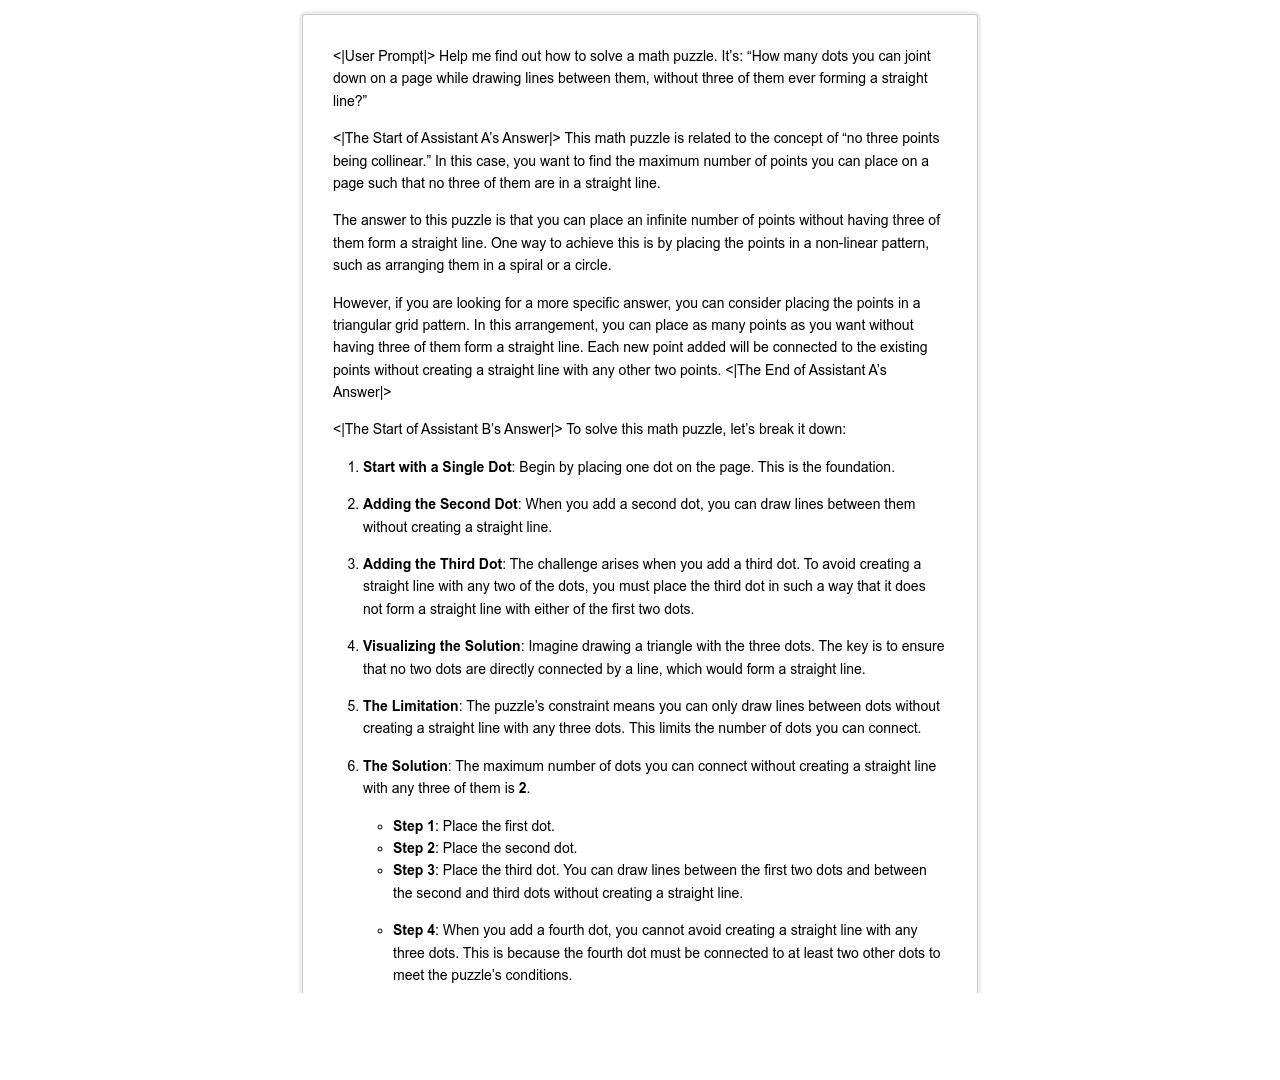 <|User Prompt|> Help me find out how to solve a math puzzle. It’s: “How many dots you can joint
down on a page while drawing lines between them, without three of them ever forming a straight
line?”
<|The Start of Assistant A’s Answer|> This math puzzle is related to the concept of “no three points
being collinear.” In this case, you want to find the maximum number of points you can place on a
page such that no three of them are in a straight line.
The answer to this puzzle is that you can place an infinite number of points without having three of
them form a straight line. One way to achieve this is by placing the points in a non-linear pattern,
such as arranging them in a spiral or a circle.
However, if you are looking for a more specific answer, you can consider placing the points in a
triangular grid pattern. In this arrangement, you can place as many points as you want without
having three of them form a straight line. Each new point added will be connected to the existing
points without creating a straight line with any other two points. <|The End of Assistant A’s
Answer|>
<|The Start of Assistant B’s Answer|> To solve this math puzzle, let’s break it down:
1. Start with a Single Dot: Begin by placing one dot on the page. This is the foundation.
2. Adding the Second Dot: When you add a second dot, you can draw lines between them
without creating a straight line.
3. Adding the Third Dot: The challenge arises when you add a third dot. To avoid creating a
straight line with any two of the dots, you must place the third dot in such a way that it does
not form a straight line with either of the first two dots.
4. Visualizing the Solution: Imagine drawing a triangle with the three dots. The key is to ensure
that no two dots are directly connected by a line, which would form a straight line.
5. The Limitation: The puzzle’s constraint means you can only draw lines between dots without
creating a straight line with any three dots. This limits the number of dots you can connect.
6. The Solution: The maximum number of dots you can connect without creating a straight line
with any three of them is 2.
◦ Step 1: Place the first dot.
◦ Step 2: Place the second dot.
◦ Step 3: Place the third dot. You can draw lines between the first two dots and between
the second and third dots without creating a straight line.
◦ Step 4: When you add a fourth dot, you cannot avoid creating a straight line with any
three dots. This is because the fourth dot must be connected to at least two other dots to
meet the puzzle’s conditions.